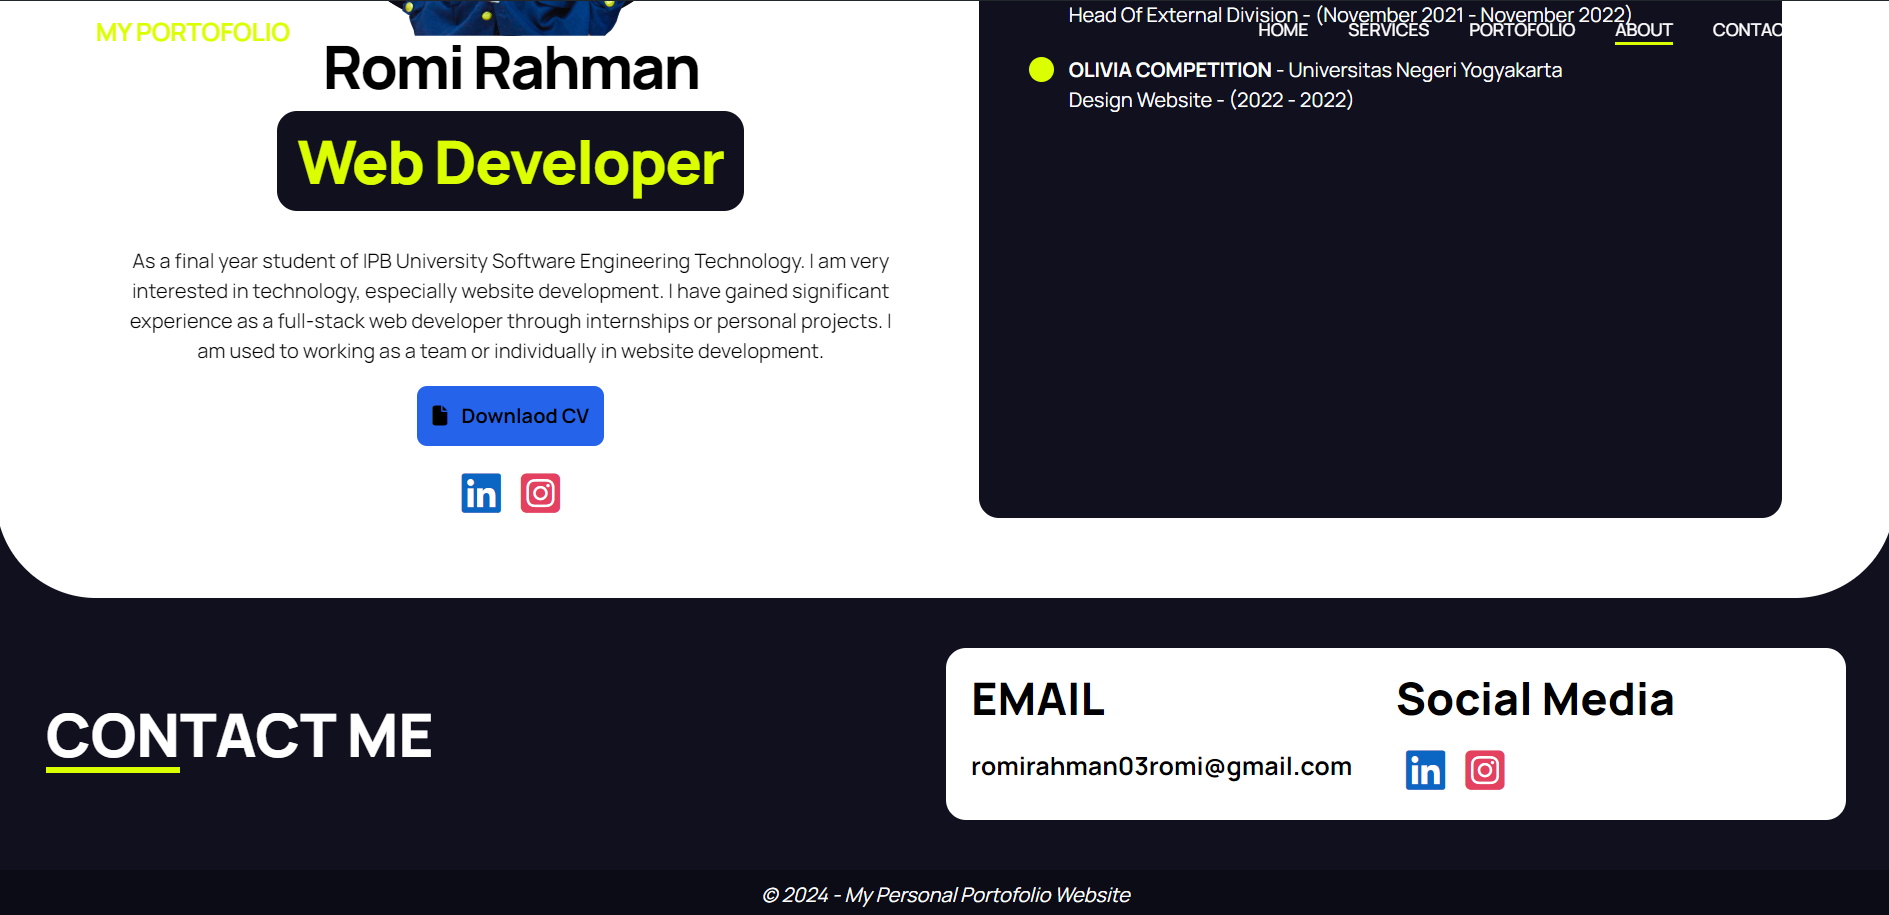 MY PORTOFOLIO
HOME SERVICES PORTOFOLIO ABOUT CONTAC
Romi Rahman
Web Developer
As a final year student of IPB University Software Engineering Technology. I am very
interested in technology, especially website development. I have gained significant
experience as a full-stack web developer through internships or personal projects. I
am used to working as a team or individually in website development.
Downlaod CV
Head Of External Division - (November 2021 - November 2022)
OLIVIA COMPETITION - Universitas Negeri Yogyakarta
Design Website - (2022 - 2022)
CONTACT ME
EMAIL
romirahman03romi@gmail.com
Social Media
© 2024 - My Personal Portofolio Website